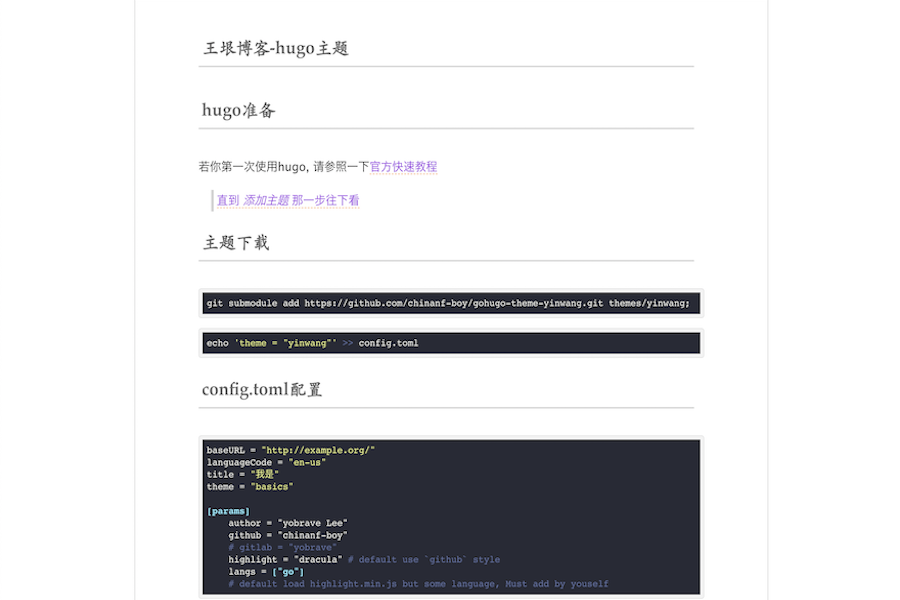 王垠博客-hugo主题
hugo准备
若你第一次使用hugo, 请参照一下官方快速教程
直到 添加主题 那一步往下看
主题下载
git submodule add https://github.com/chinanf-boy/gohugo-theme-yinwang.git themes/yinwang;
echo 'theme = "yinwang"' >> config.toml
config.toml配置
baseURL = "http://example.org/"
languageCode = "en-us"
title = "我是"
theme = "basics"
[params]
author = "yobrave Lee"
github = "chinanf-boy"
# gitlab = "yobrave"
highlight = "dracula" # default use `github` style
langs = ["go"]
# default load highlight.min.js but some language, Must add by youself